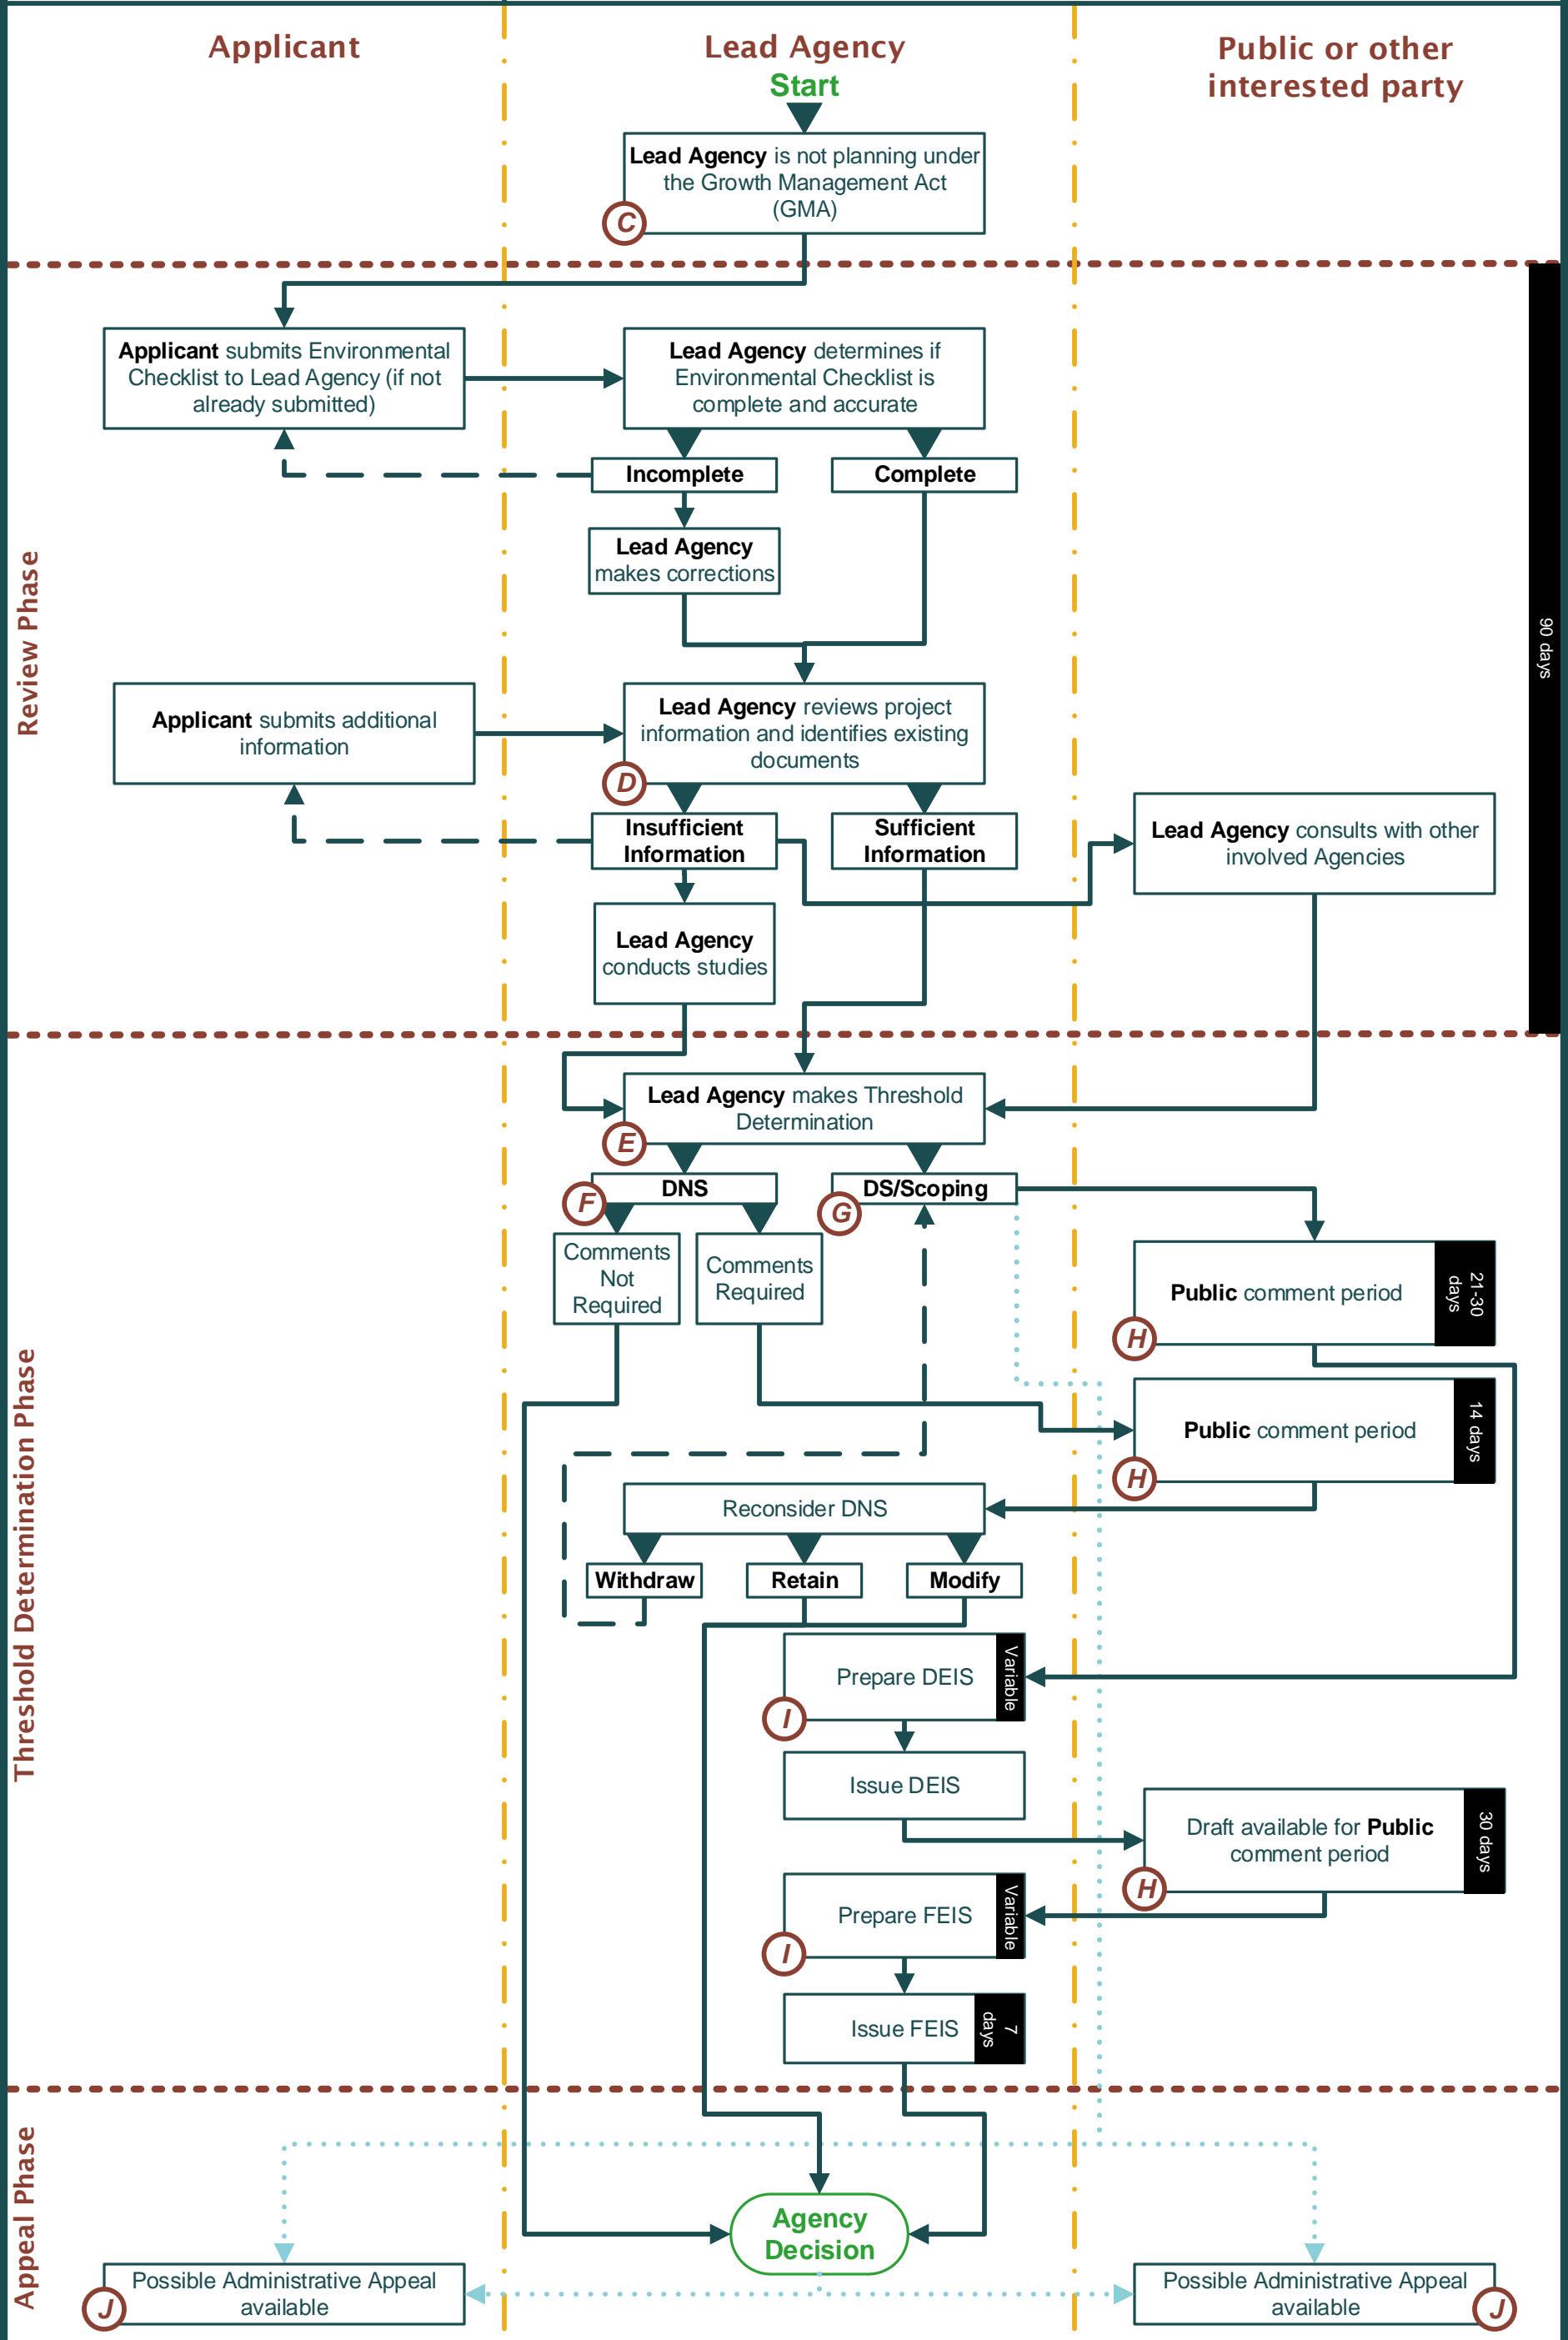 Applicant
Lead Agency
Public or other
interested party
Start
Lead Agency is not planning under
the Growth Management Act
(GMA)
C
Review Phase
90 days
Applicant submits Environmental
Checklist to Lead Agency (if not
already submitted)
Lead Agency determines if
Environmental Checklist is
complete and accurate
Incomplete
Complete
Lead Agency
makes corrections
Applicant submits additional
information
Lead Agency reviews project
information and identifies existing
documents
D
Insufficient
Information
Sufficient
Information
Lead Agency consults with other
involved Agencies
Lead Agency
conducts studies
Threshold Determination Phase
Lead Agency makes Threshold
Determination
E
DNS
F
DS/Scoping
G
Comments
Not
Required
Comments
Required
Public comment period
21-30
days
H
Public comment period
14 days
H
Reconsider DNS
Withdraw
Retain
Modify
Prepare DEIS
Variable
I
Issue DEIS
Draft available for Public
comment period
30 days
H
Prepare FEIS
Variable
I
Issue FEIS
7
days
Appeal Phase
Agency
Decision
Possible Administrative Appeal
available
J
Possible Administrative Appeal
available
J